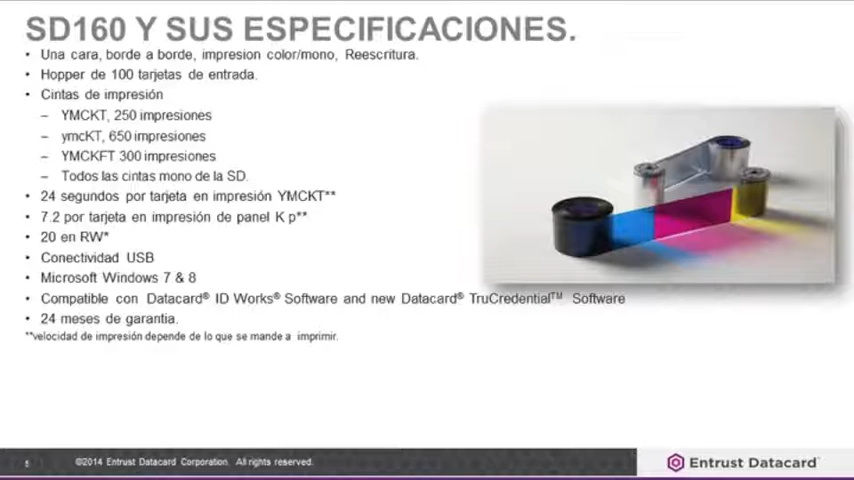 SD160 Y SUS ESPECIFICACIONES.
• Una cara, borde a borde, impresion color/mono, Reescritura.
• Hopper de 100 tarjetas de entrada.
• Cintas de impresión
– YMCKT, 250 impresiones
– ymcKT, 650 impresiones
– YMCKFT 300 impresiones
– Todos las cintas mono de la SD.
• 24 segundos por tarjeta en impresión YMCKT**
• 7.2 por tarjeta en impresión de panel K p**
• 20 en RW*
• Conectividad USB
• Microsoft Windows 7 & 8
• Compatible con Datacard® ID Works® Software and new Datacard® TruCredential™ Software
• 24 meses de garantia.
**velocidad de impresión depende de lo que se mande a imprimir.
©2014 Entrust Datacard Corporation. All rights reserved.
Entrust Datacard